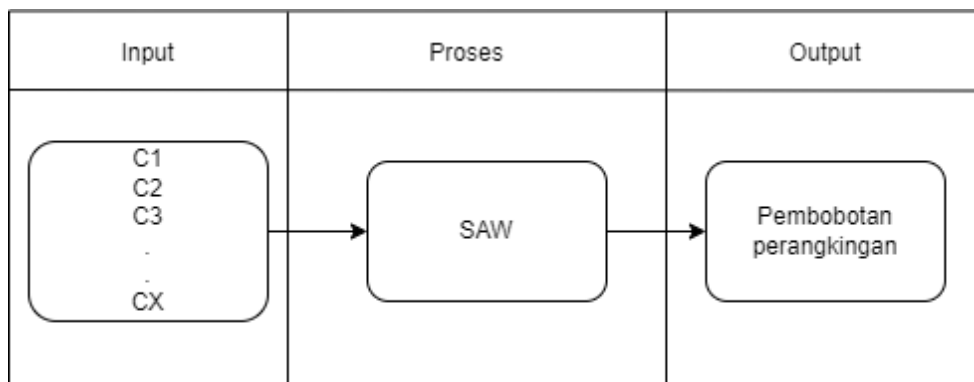 Input
Proses
Output
C1
C2
C3
.
.
CX
SAW
Pembobotan
perangkingan